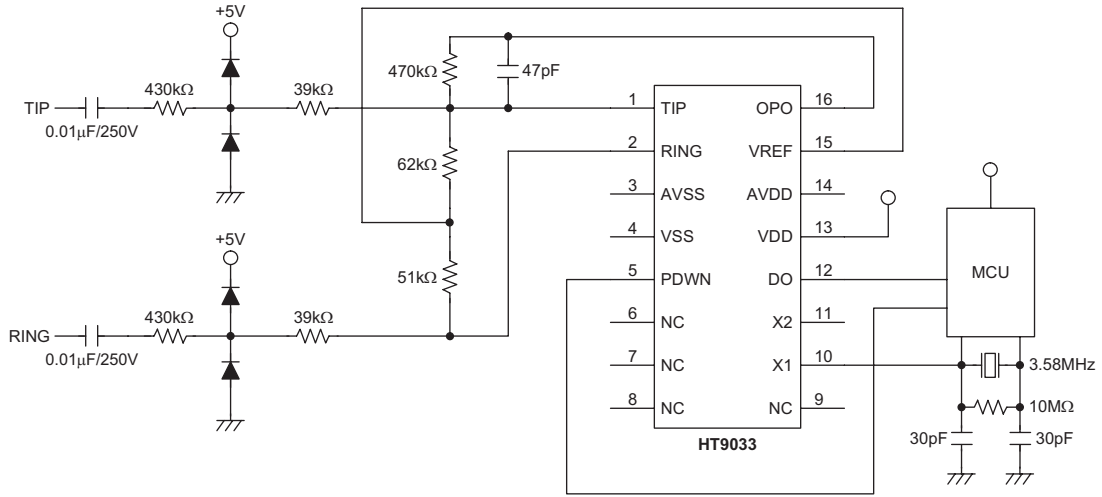 +5V
470kΩ
47pF
430kΩ
39kΩ
TIP
0.01μF/250V
1
TIP
OPO
16
62kΩ
2
RING
VREF
15
3
AVSS
AVDD
14
4
VSS
VDD
13
+5V
51kΩ
5
PDWN
DO
12
MCU
430kΩ
39kΩ
RING
0.01μF/250V
6
NC
X2
11
7
NC
X1
10
3.58MHz
8
NC
NC
9
10MΩ
30pF
30pF
HT9033